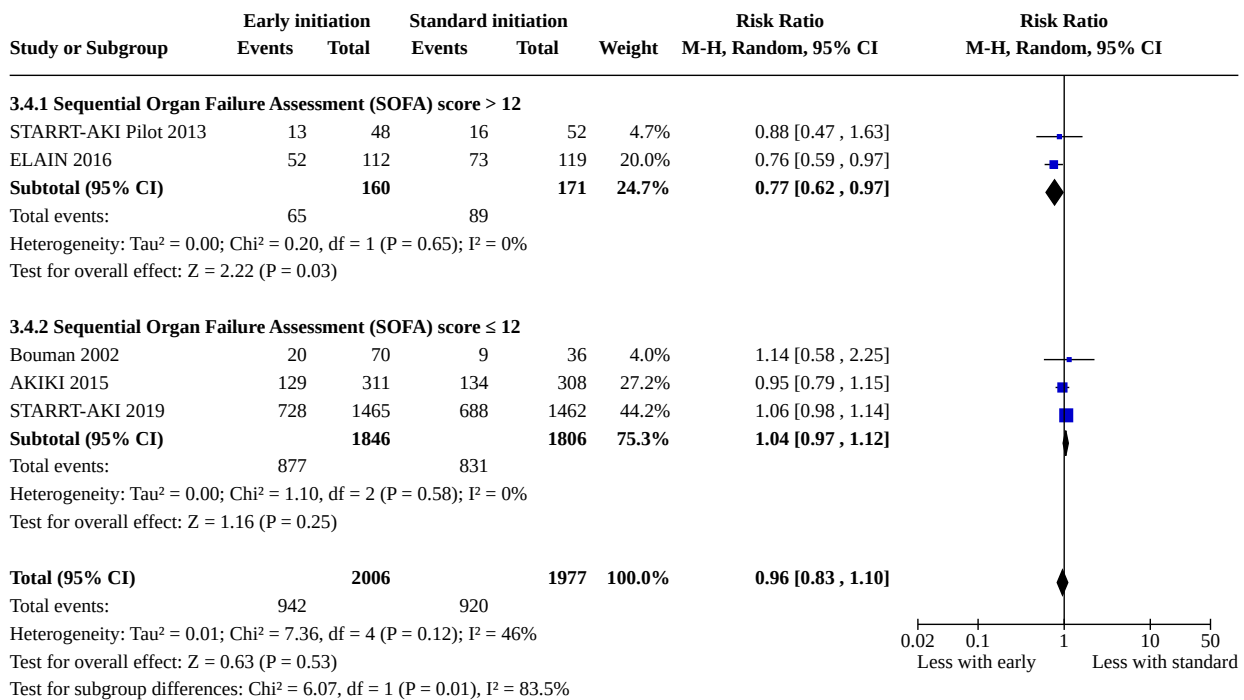 Early initiation Standard initiation Risk Ratio Risk Ratio
Study or Subgroup Events Total Events Total Weight M-H, Random, 95% CI M-H, Random, 95% CI
3.4.1 Sequential Organ Failure Assessment (SOFA) score > 12
STARRT-AKI Pilot 2013 13 48 16 52 4.7% 0.88 [0.47 , 1.63]
ELAIN 2016 52 112 73 119 20.0% 0.76 [0.59 , 0.97]
Subtotal (95% CI) 160 171 24.7% 0.77 [0.62 , 0.97]
Total events: 65 89
Heterogeneity: Tau² = 0.00; Chi² = 0.20, df = 1 (P = 0.65); I² = 0%
Test for overall effect: Z = 2.22 (P = 0.03)
3.4.2 Sequential Organ Failure Assessment (SOFA) score ≤ 12
Bouman 2002 20 70 9 36 4.0% 1.14 [0.58 , 2.25]
AKIKI 2015 129 311 134 308 27.2% 0.95 [0.79 , 1.15]
STARRT-AKI 2019 728 1465 688 1462 44.2% 1.06 [0.98 , 1.14]
Subtotal (95% CI) 1846 1806 75.3% 1.04 [0.97 , 1.12]
Total events: 877 831
Heterogeneity: Tau² = 0.00; Chi² = 1.10, df = 2 (P = 0.58); I² = 0%
Test for overall effect: Z = 1.16 (P = 0.25)
Total (95% CI) 2006 1977 100.0% 0.96 [0.83 , 1.10]
Total events: 942 920
Heterogeneity: Tau² = 0.01; Chi² = 7.36, df = 4 (P = 0.12); I² = 46%
0.02 0.1 1 10 50
Test for overall effect: Z = 0.63 (P = 0.53) Less with early Less with standard
Test for subgroup differences: Chi² = 6.07, df = 1 (P = 0.01), I² = 83.5%